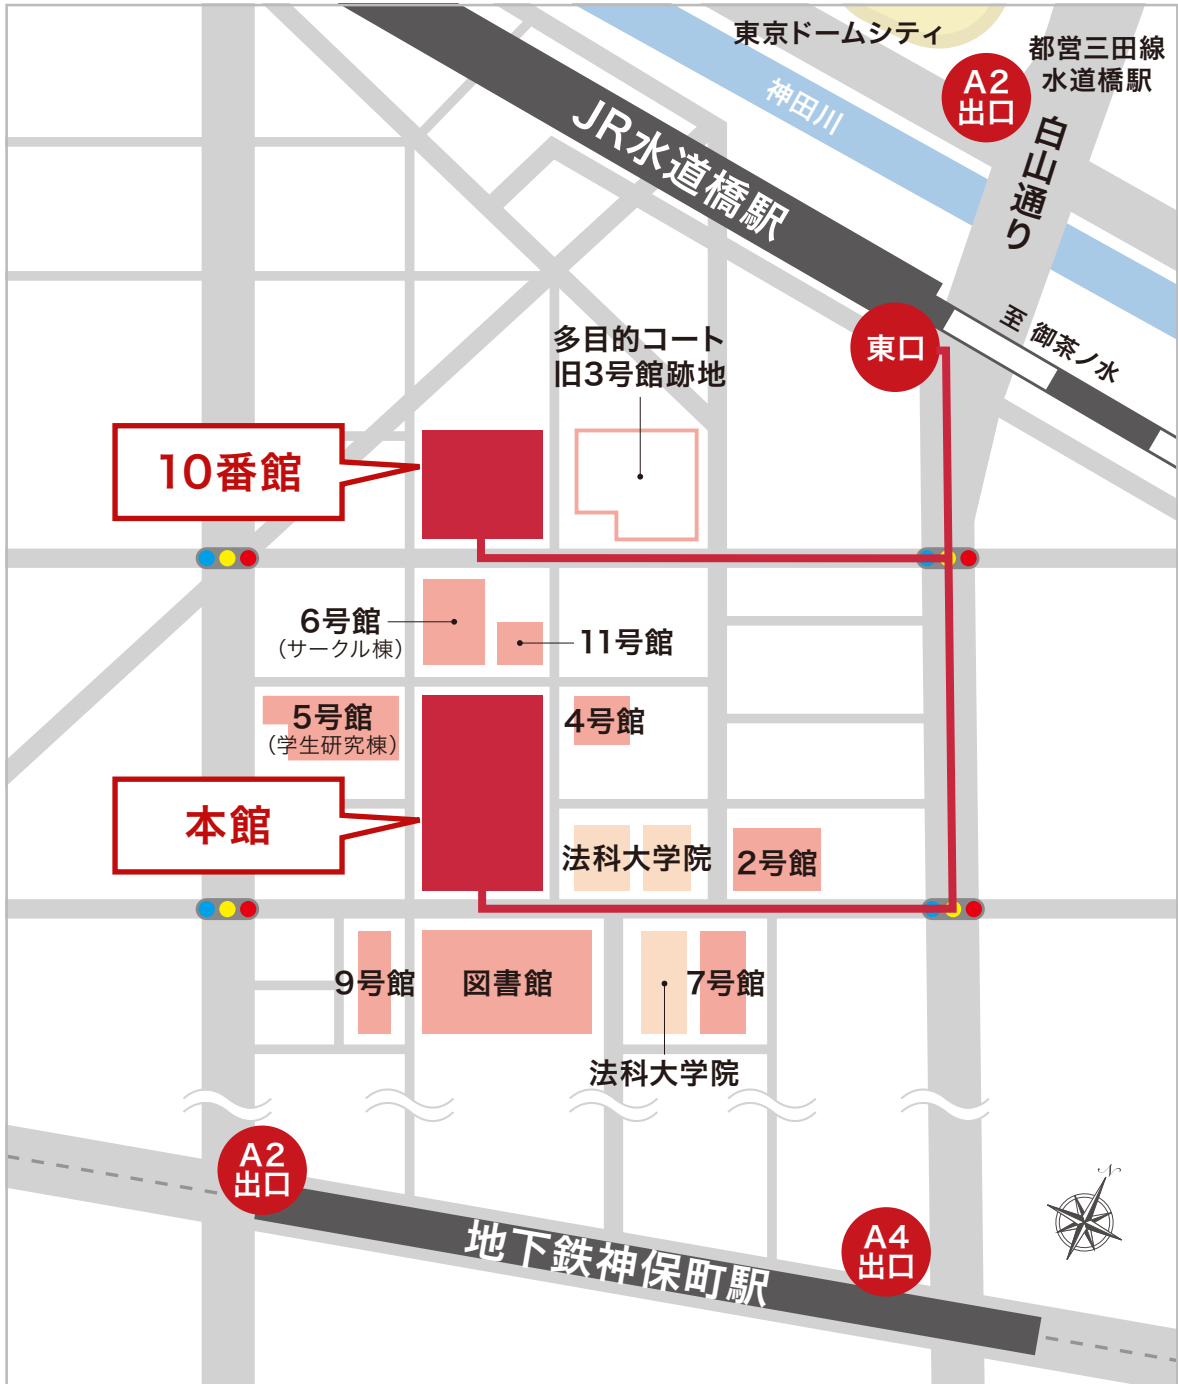 東京ドームシティ
都営三田線
水道橋駅
A2
出口
神田川
白山通り
JR水道橋駅
至 御茶ノ水
東口
多目的コート
旧3号館跡地
10番館
6号館
（サークル棟）
11号館
5号館
（学生研究棟）
4号館
本館
法科大学院
2号館
9号館
図書館
7号館
法科大学院
A2
出口
地下鉄神保町駅
A4
出口
N